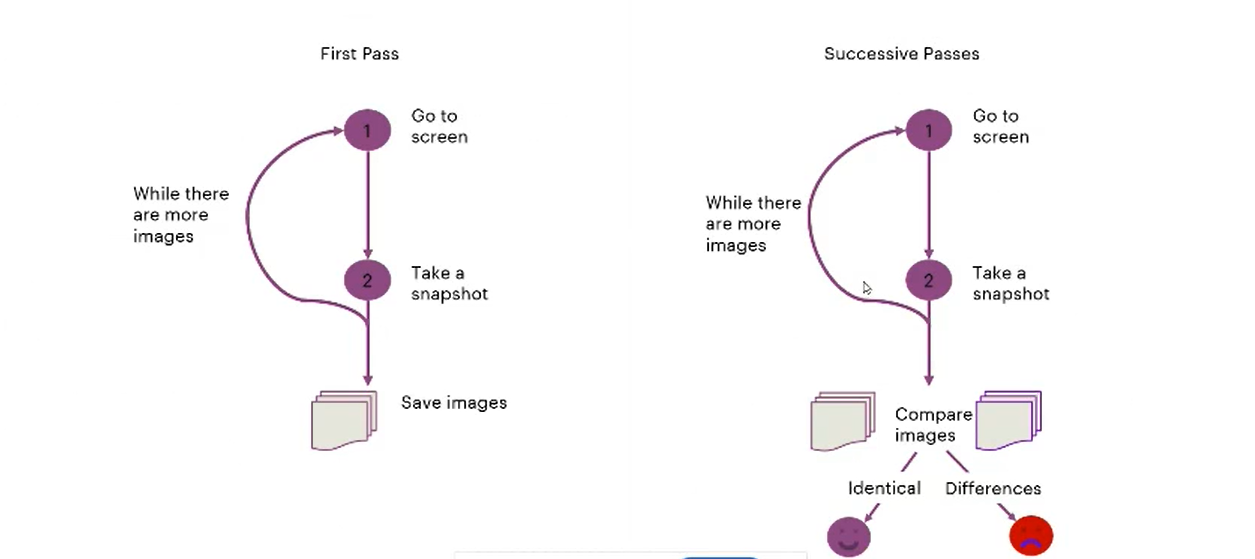 First Pass
1
Go to
screen
While there
are more
images
2
Take a
snapshot
Save images
Successive Passes
1
Go to
screen
While there
are more
images
2
Take a
snapshot
Compare
images
Identical
Differences